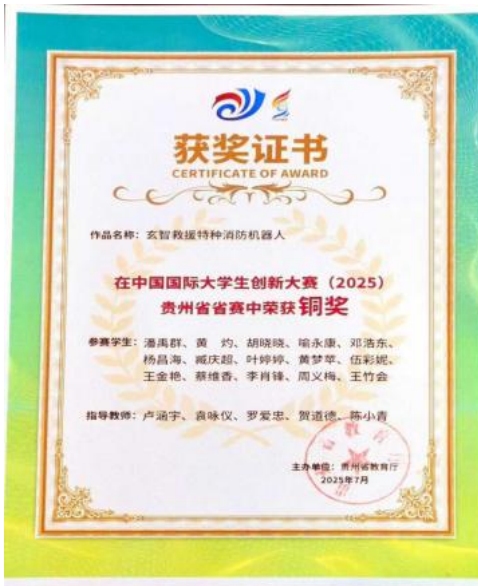 获奖证书
CERTIFICATE OF AWARD
作品名称：玄智救援特种消防机器人
在中国国际大学生创新大赛（2025）
贵州省省赛中荣获铜奖
参赛学生：潘禹群、黄 灼、胡晓晓、喻永康、邓浩东、
杨昌海、臧庆超、叶婷婷、黄梦苹、伍彩妮、
王金艳、蔡维香、李肖锋、周义梅、王竹会
指导教师：卢涵宇、袁咏仪、罗爱忠、贺道德、陈小青
主办单位：贵州省教育厅
2025年7月